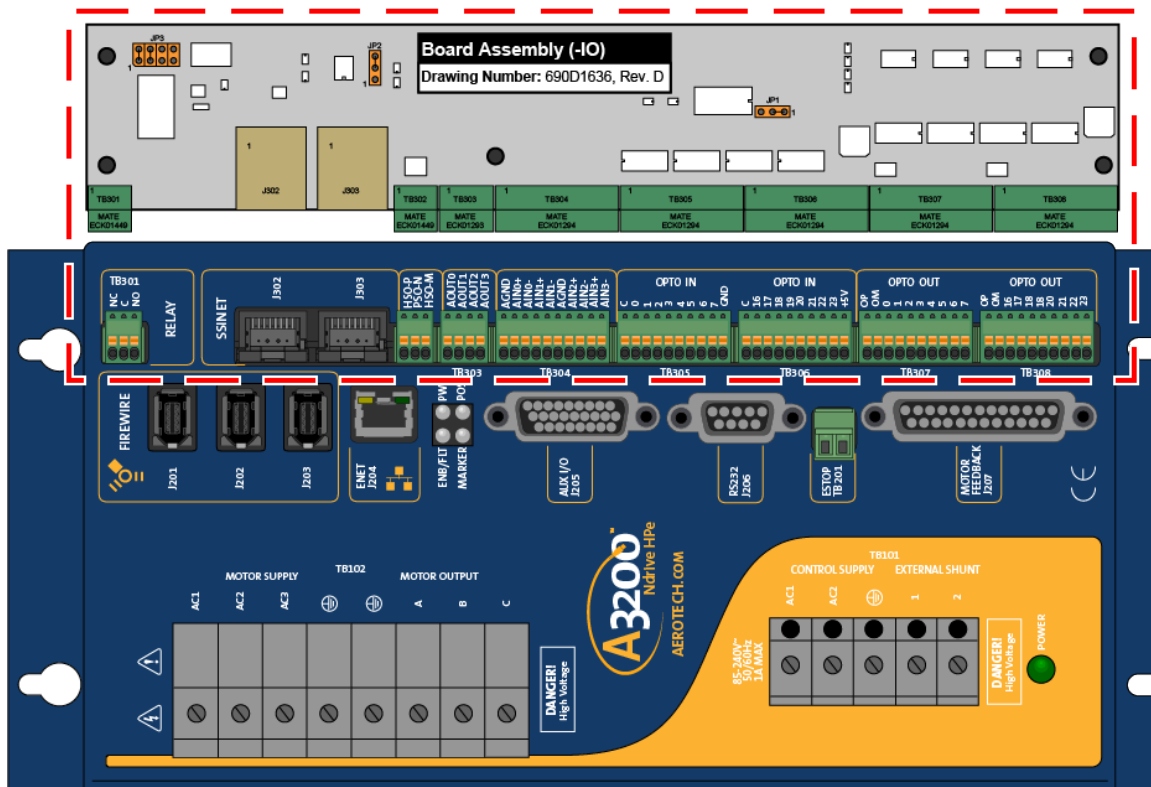 JP3
1
JP2
1
Board Assembly (-IO)
Drawing Number: 690D1636, Rev. D
JP1
1
1
J302
1
J303
1
TB301
MATE
ECK01449
1
TB302
MATE
ECK01449
1
TB303
MATE
ECK01293
1
TB304
MATE
ECK01294
1
TB305
MATE
ECK01294
1
TB306
MATE
ECK01294
1
TB307
MATE
ECK01294
1
TB308
MATE
ECK01294
TB301
NC
C
NO
RELAY
SSINET
J302
J303
HSO-P
PSO-N
HSO-M
AOUT0
AOUT1
AOUT2
AOUT3
AGND
AIN0+
AIN0-
AIN1+
AIN1-
AGND
AIN2+
AIN2-
AIN3+
AIN3-
OPTO IN
C
0
1
2
3
4
5
6
7
GND
OPTO IN
C
16
17
18
19
20
21
22
23
+5V
OPTO OUT
OP
OM
0
1
2
3
4
5
6
7
OPTO OUT
OP
OM
16
17
18
19
20
21
22
23
TB303
TB304
TB305
TB306
TB307
TB308
FIREWIRE
J201
J202
J203
ENET
J204
ENB/FLT
MARKER
AUX I/O
J205
RS232
J206
ESTOP
TB201
MOTOR
FEEDBACK
J207
CE
MOTOR SUPPLY
TB102
MOTOR OUTPUT
AC1
AC2
AC3
A
B
C
DANGER!
High Voltage
A3200™
Ndrive HPe
AEROTECH.COM
TB101
CONTROL SUPPLY
EXTERNAL SHUNT
AC1
AC2
1
2
85-240V~
50/60Hz
1A MAX
DANGER!
High Voltage
POWER